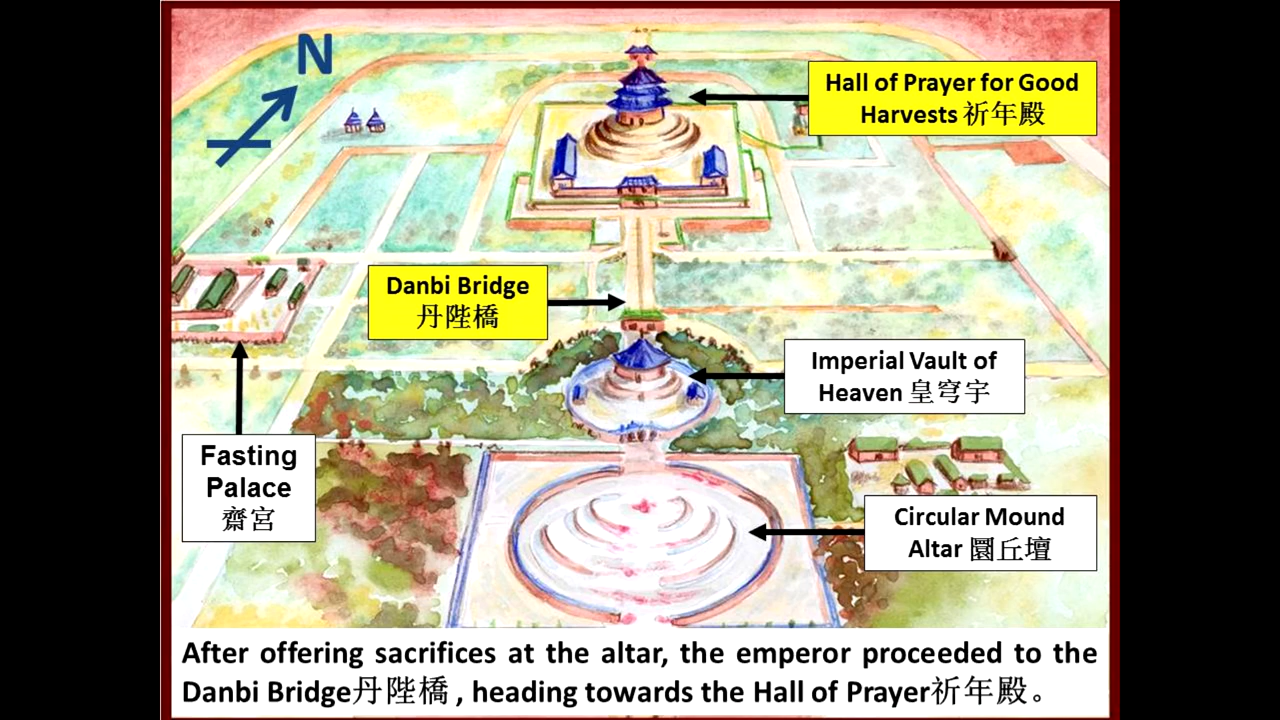 N
Hall of Prayer for Good
Harvests 祈年殿
Danbi Bridge
丹陛橋
Imperial Vault of
Heaven 皇穹宇
Fasting
Palace
齋宮
Circular Mound
Altar 圜丘壇
After offering sacrifices at the altar, the emperor proceeded to the
Danbi Bridge丹陛橋, heading towards the Hall of Prayer祈年殿。